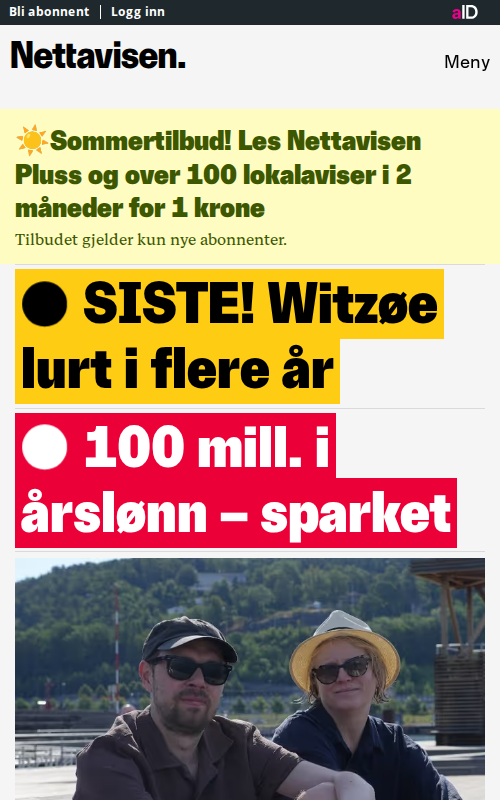 Bli abonnent | Logg inn
aID
Nettavisen.
Meny
☀️Sommertilbud! Les Nettavisen
Pluss og over 100 lokalaviser i 2
måneder for 1 krone
Tilbudet gjelder kun nye abonnenter.
● SISTE! Witzøe
lurt i flere år
● 100 mill. i
årslønn – sparket